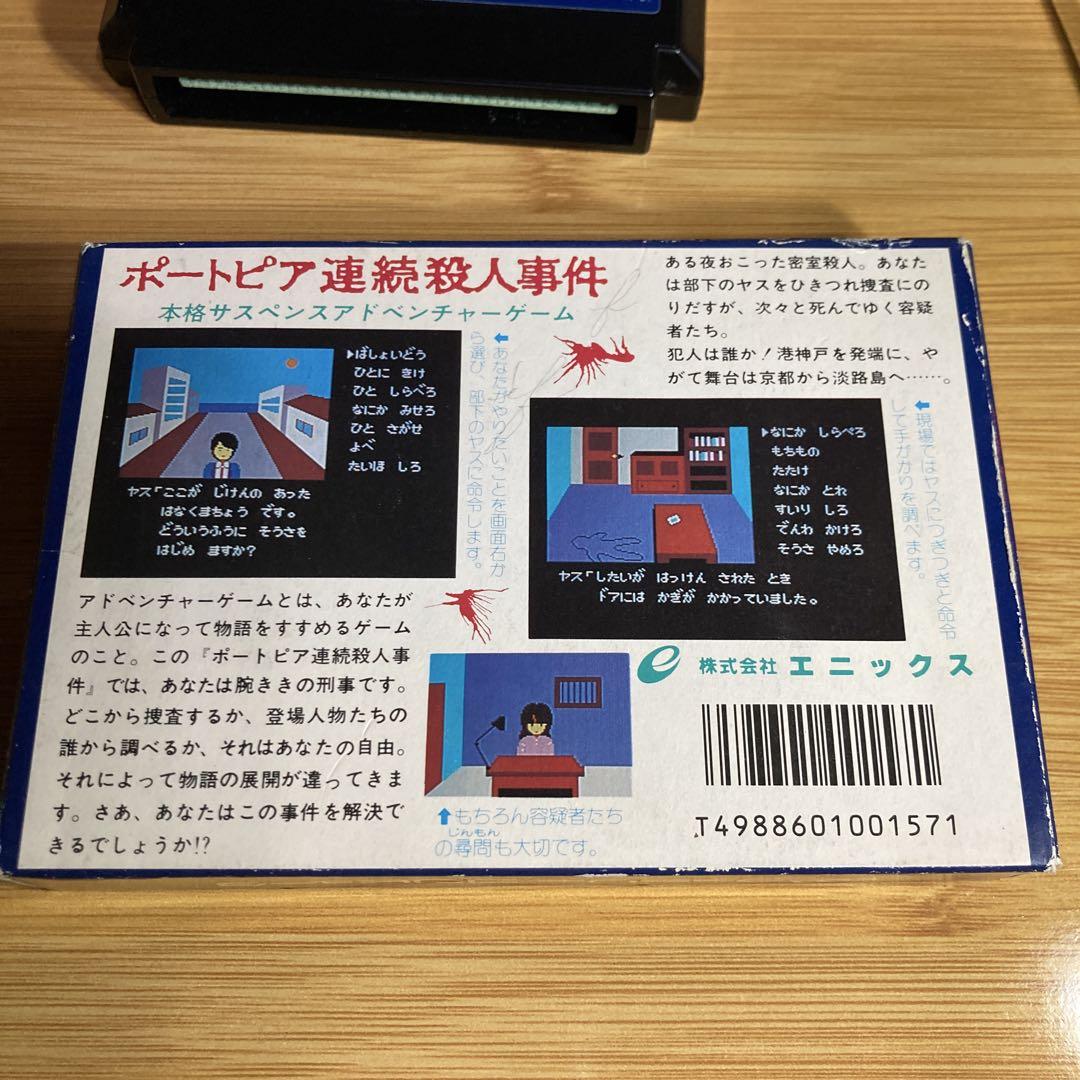 ポートピア連続殺人事件
本格サスペンスアドベンチャーゲーム
ある夜おこった密室殺人。あなた
は部下のヤスをひきつれ捜査にの
りだすが、次々と死んでゆく容疑
者たち。
犯人は誰か!港神戸を発端に、や
がて舞台は京都から淡路島へ……。
▶ばしょいどう
ひとに きけ
ひと しらべろ
なにか みせろ
ひと さがせ
よべ
たいほ しろ
ヤス「ここが じけんの あった
はなくまちょう です。
どういうふうに そうさを
はじめ ますか?
⬅あなたがやりたいことを画面右か
ら選び、部下のヤスに命令します。
▶なにか しらべろ
もちもの
たたけ
なにか とれ
すいり しろ
でんわ かけろ
そうさ やめろ
ヤス「したいが はっけん された とき
ドアには かぎが かかっていました。
⬅現場ではヤスにつぎつぎと命令
して手がかりを調べます。
アドベンチャーゲームとは、あなたが
主人公になって物語をすすめるゲーム
のこと。この『ポートピア連続殺人事
件』では、あなたは腕ききの刑事です。
どこから捜査するか、登場人物たちの
誰から調べるか、それはあなたの自由。
それによって物語の展開が違ってきま
す。さあ、あなたはこの事件を解決で
きるでしょうか!?
⬆もちろん容疑者たち
じんもん
の尋問も大切です。
e 株式会社 エニックス
T4988601001571